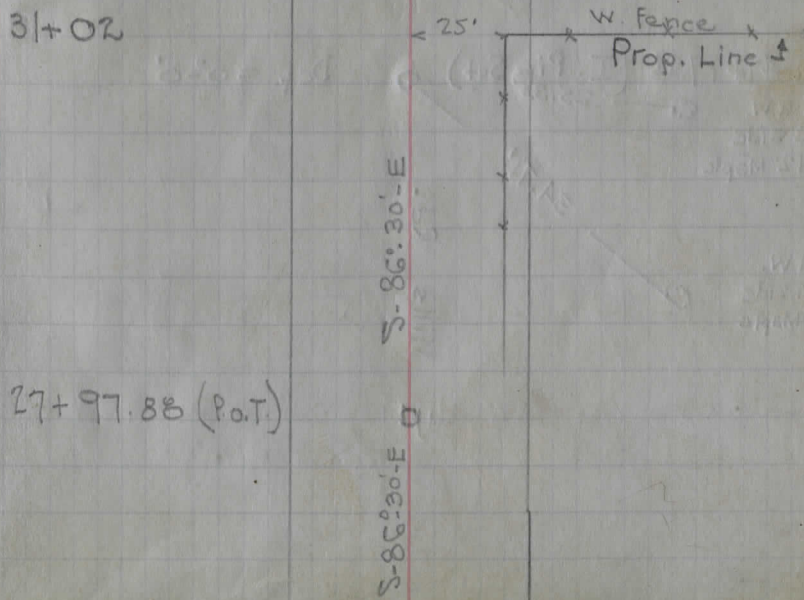 31+02
25'
W. Fence
Prop. Line
S-86°.30'-E
27+97.88 (P.O.T.)
S-86°.30'-E